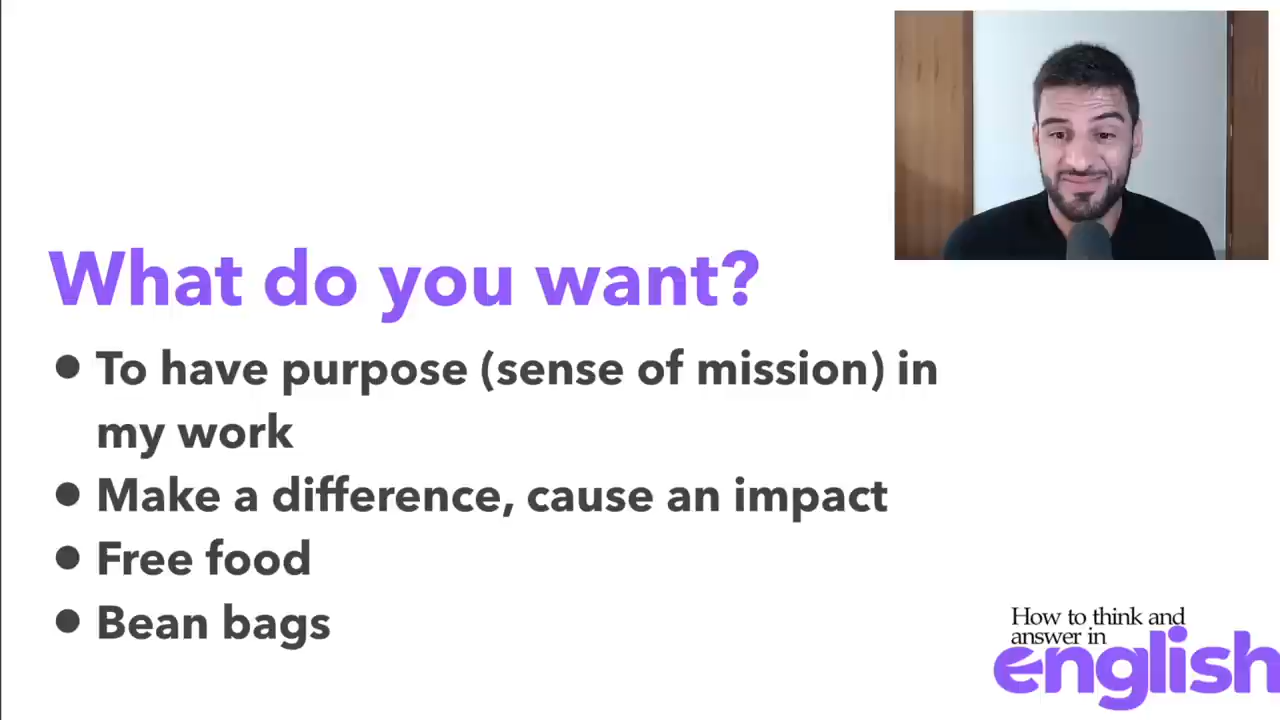 What do you want?
● To have purpose (sense of mission) in
my work
● Make a difference, cause an impact
● Free food
● Bean bags
How to think and
answer in
english